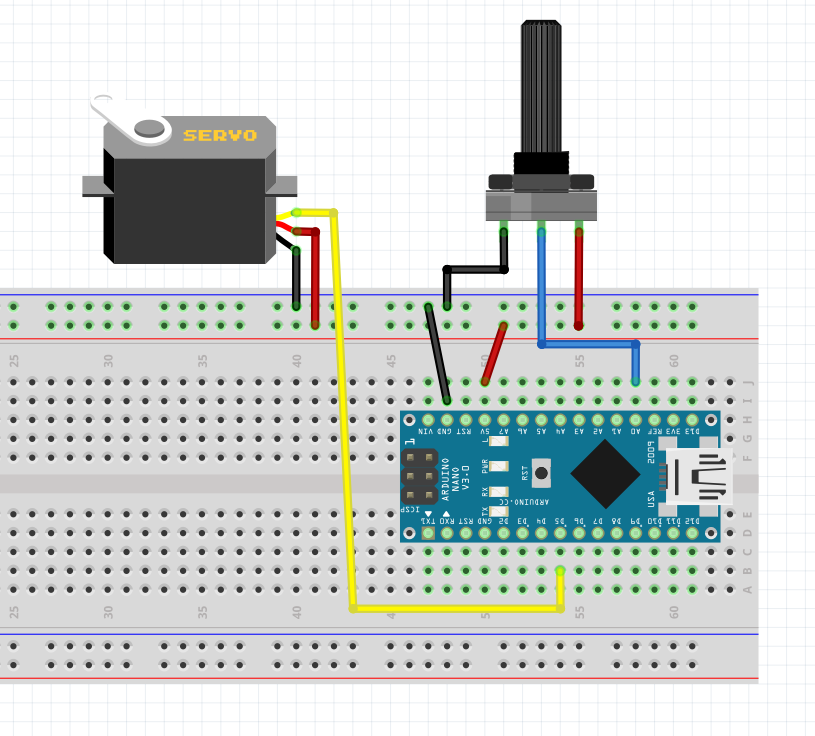 SERVO
25 30 35 40 45 50 55 60
J
I
H
G
F
VIN GND RST 5V A7 A6 A5 A4 A3 A2 A1 A0 REF 3V3 D13
1
ICSP
ARDUINO
NANO
V3.0
L
PWR
RX
TX
RST
ARDUINO.CC
2009
USA
TX1 RX0 RST GND D2 D3 D4 D5 D6 D7 D8 D9 D10 D11 D12
E
D
C
B
A
25 30 35 40 4 5 55 60